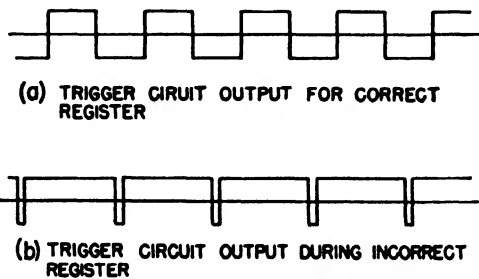 (a) TRIGGER CIRUIT OUTPUT FOR CORRECT
REGISTER
(b) TRIGGER CIRCUIT OUTPUT DURING INCORRECT
REGISTER